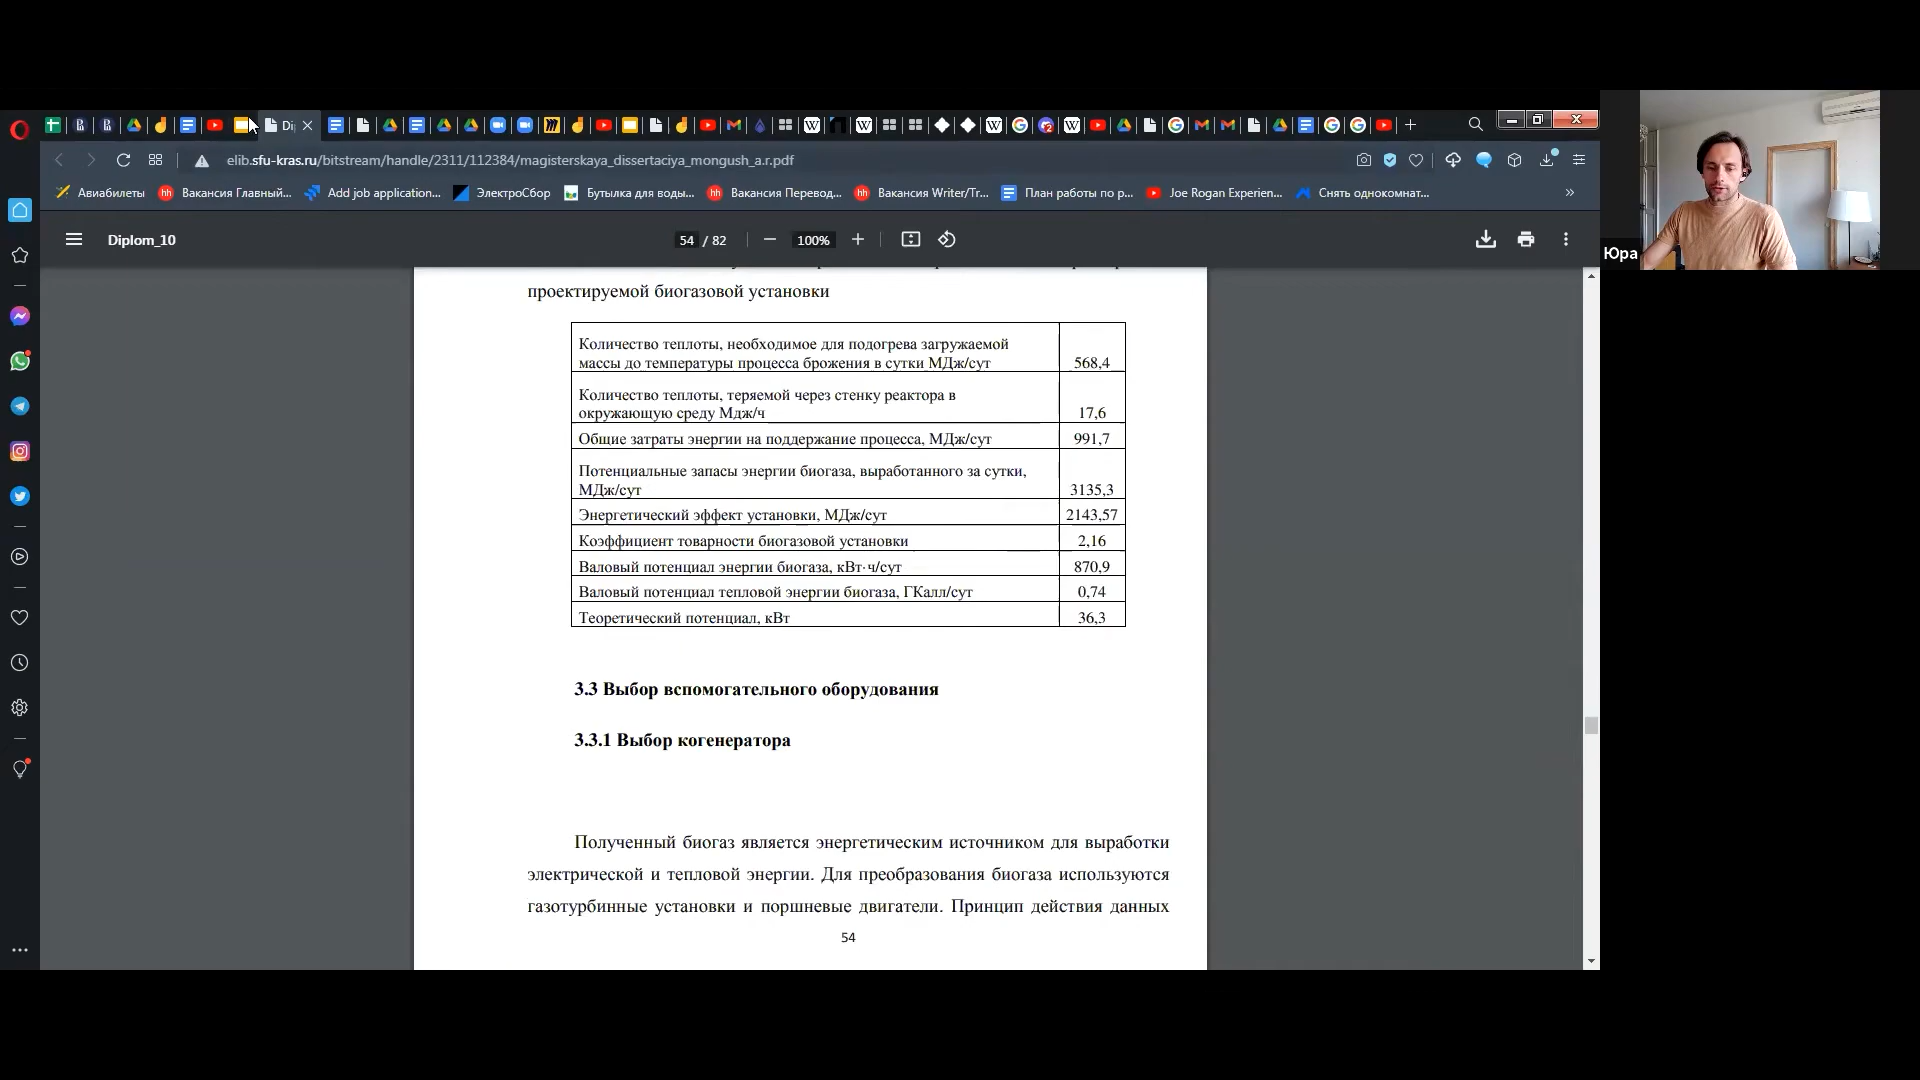 Di
elib.sfu-kras.ru/bitstream/handle/2311/112384/magisterskaya_dissertaciya_mongush_a.r.pdf
Авиабилеты
Вакансия Главный...
Add job application...
ЭлектроСбор
Бутылка для воды...
Вакансия Перевод...
Вакансия Writer/Tr...
План работы по р...
Joe Rogan Experien...
Снять однокомнат...
Diplom_10
54 / 82
100%
Юра
проектируемой биогазовой установки
Количество теплоты, необходимое для подогрева загружаемой
массы до температуры процесса брожения в сутки МДж/сут 568,4
Количество теплоты, теряемой через стенку реактора в
окружающую среду Мдж/ч 17,6
Общие затраты энергии на поддержание процесса, МДж/сут 991,7
Потенциальные запасы энергии биогаза, выработанного за сутки,
МДж/сут 3135,3
Энергетический эффект установки, МДж/сут 2143,57
Коэффициент товарности биогазовой установки 2,16
Валовый потенциал энергии биогаза, кВт·ч/сут 870,9
Валовый потенциал тепловой энергии биогаза, ГКалл/сут 0,74
Теоретический потенциал, кВт 36,3
3.3 Выбор вспомогательного оборудования
3.3.1 Выбор когенератора
Полученный биогаз является энергетическим источником для выработки
электрической и тепловой энергии. Для преобразования биогаза используются
газотурбинные установки и поршневые двигатели. Принцип действия данных
54